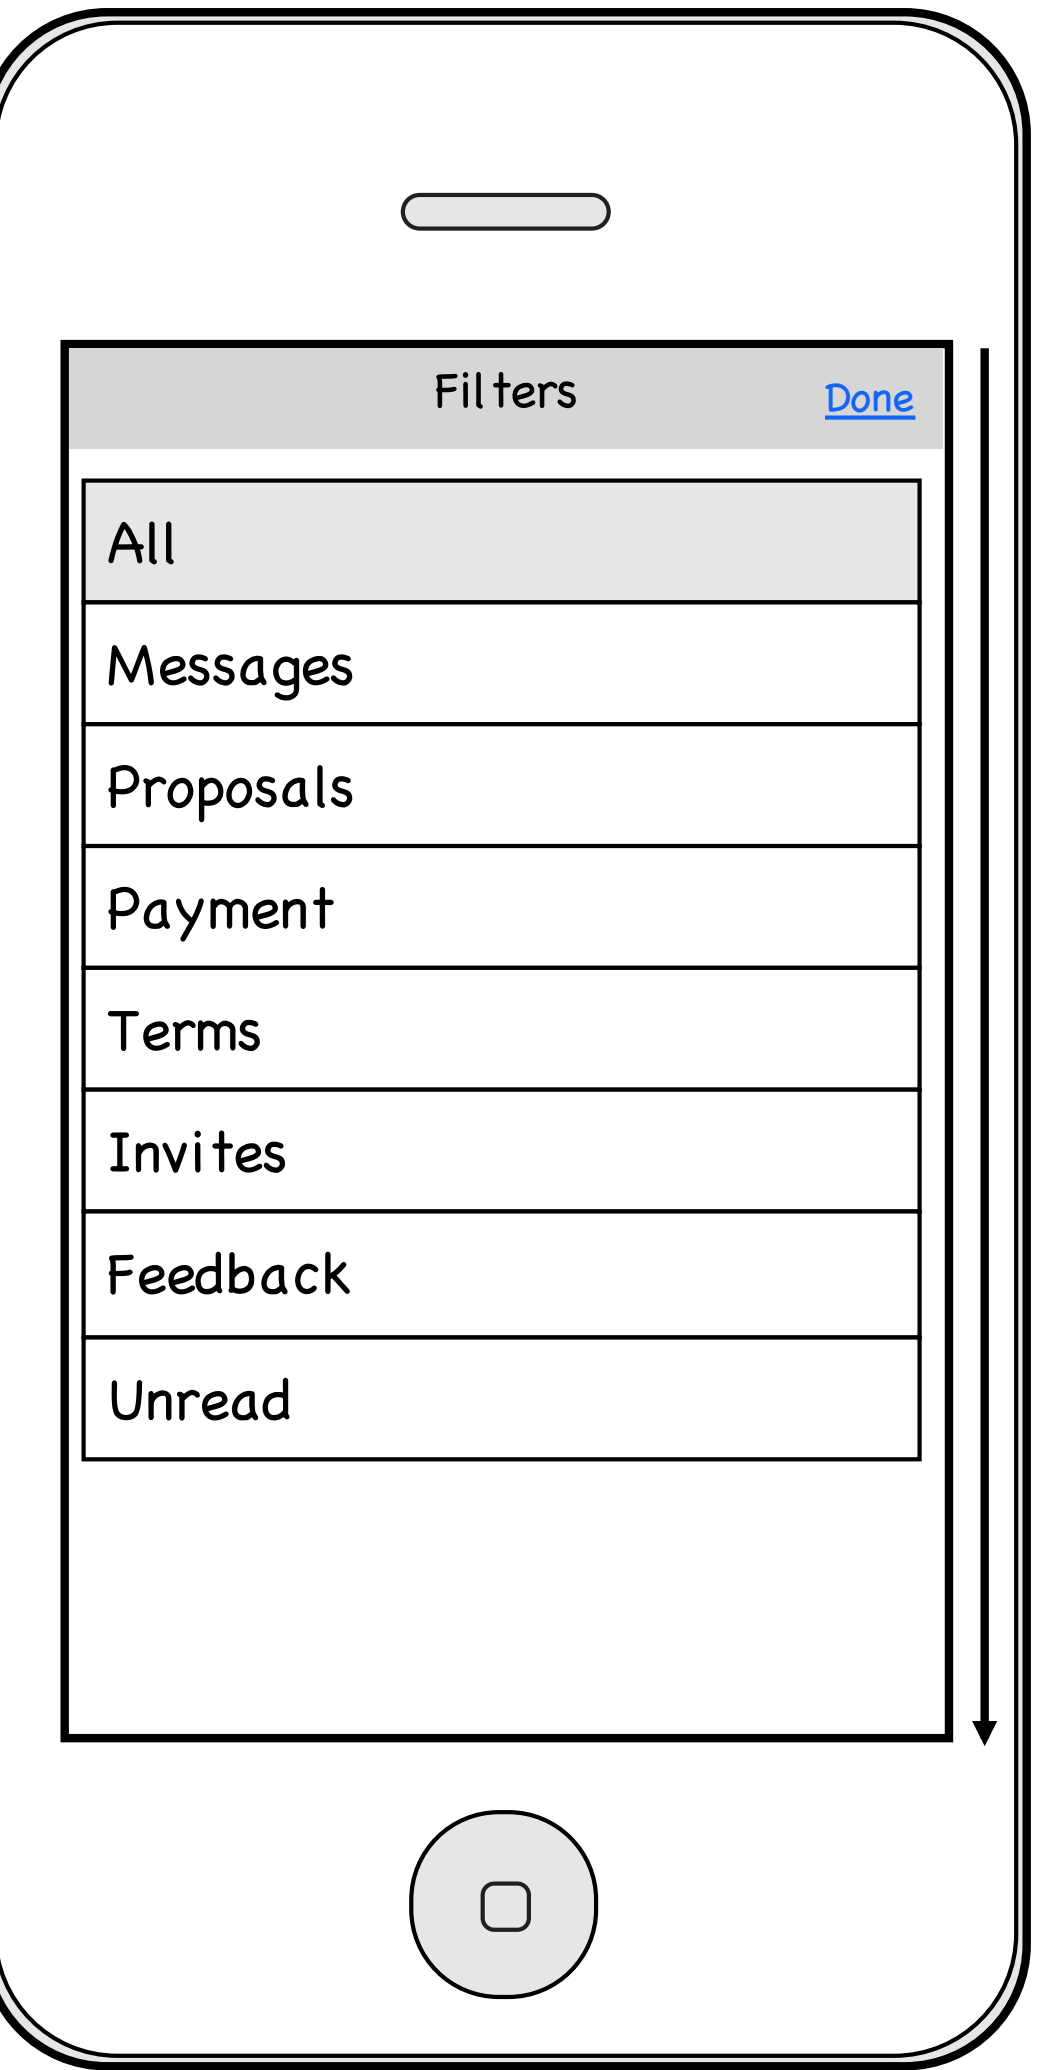 Filters
Done
All
Messages
Proposals
Payment
Terms
Invites
Feedback
Unread